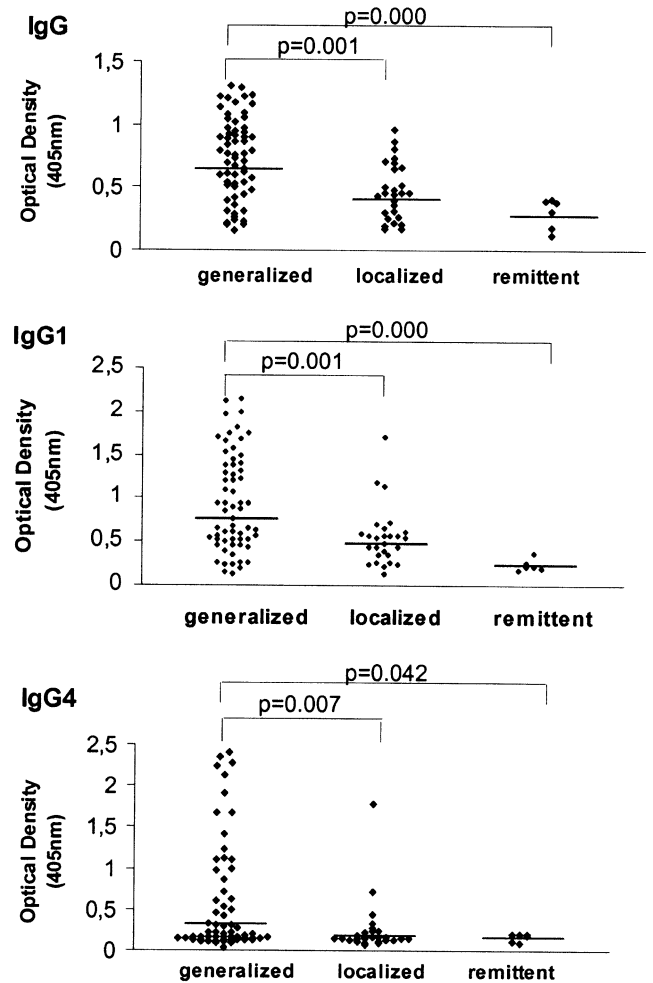 IgG
p=0.000
p=0.001
Optical Density
(405nm)
1,5
1
0,5
0
generalized localized remittent
IgG1
p=0.000
p=0.001
Optical Density
(405nm)
2,5
2
1,5
1
0,5
0
generalized localized remittent
IgG4
p=0.042
p=0.007
Optical Density
(405nm)
2,5
2
1,5
1
0,5
0
generalized localized remittent